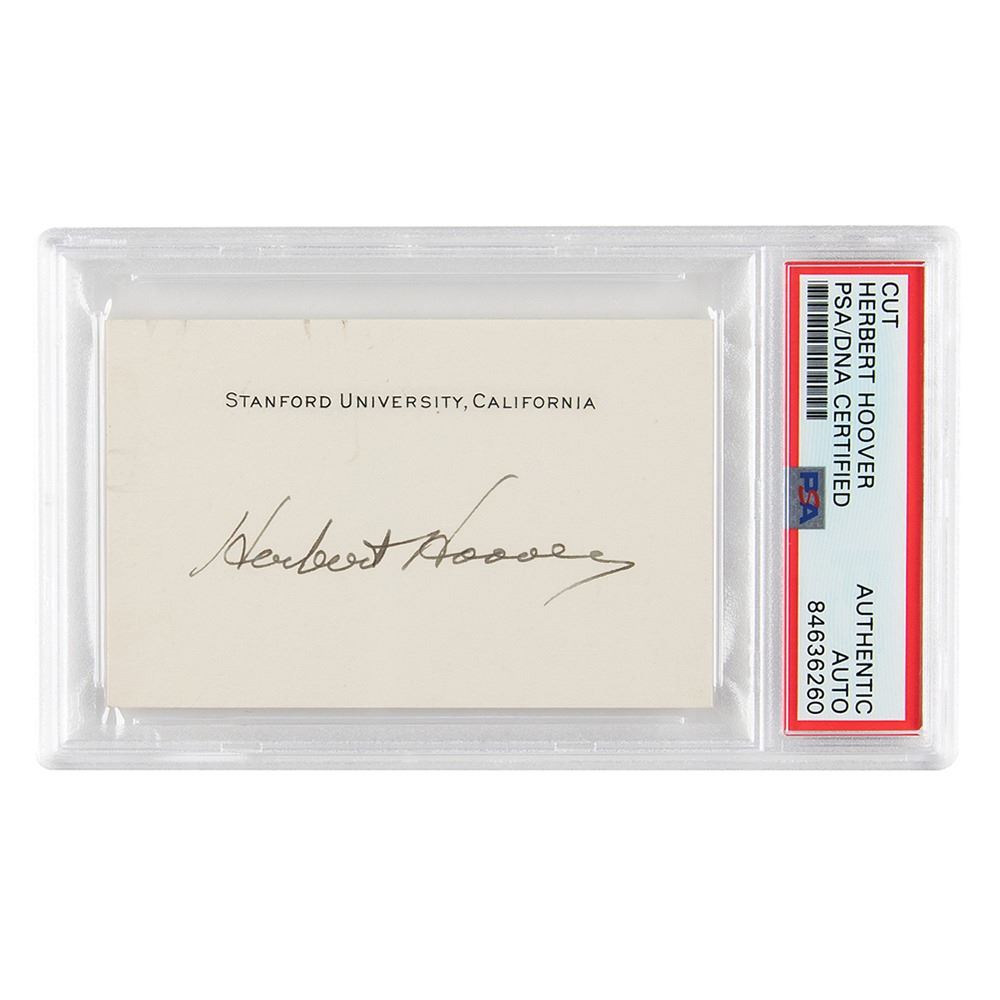 STANFORD UNIVERSITY, CALIFORNIA
Herbert Hoover
CUT
HERBERT HOOVER
PSA/DNA CERTIFIED
PSA
AUTHENTIC
AUTO
84636260